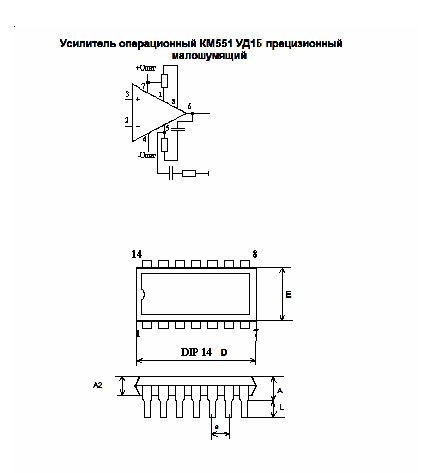 Усилитель операционный КМ551 УД1Б прецизионный
малошумящий
+Uпит
7
1
8
3
+
6
2
−
5
4
-Uпит
14
8
E
1
7
DIP 14 D
A2
A
L
e